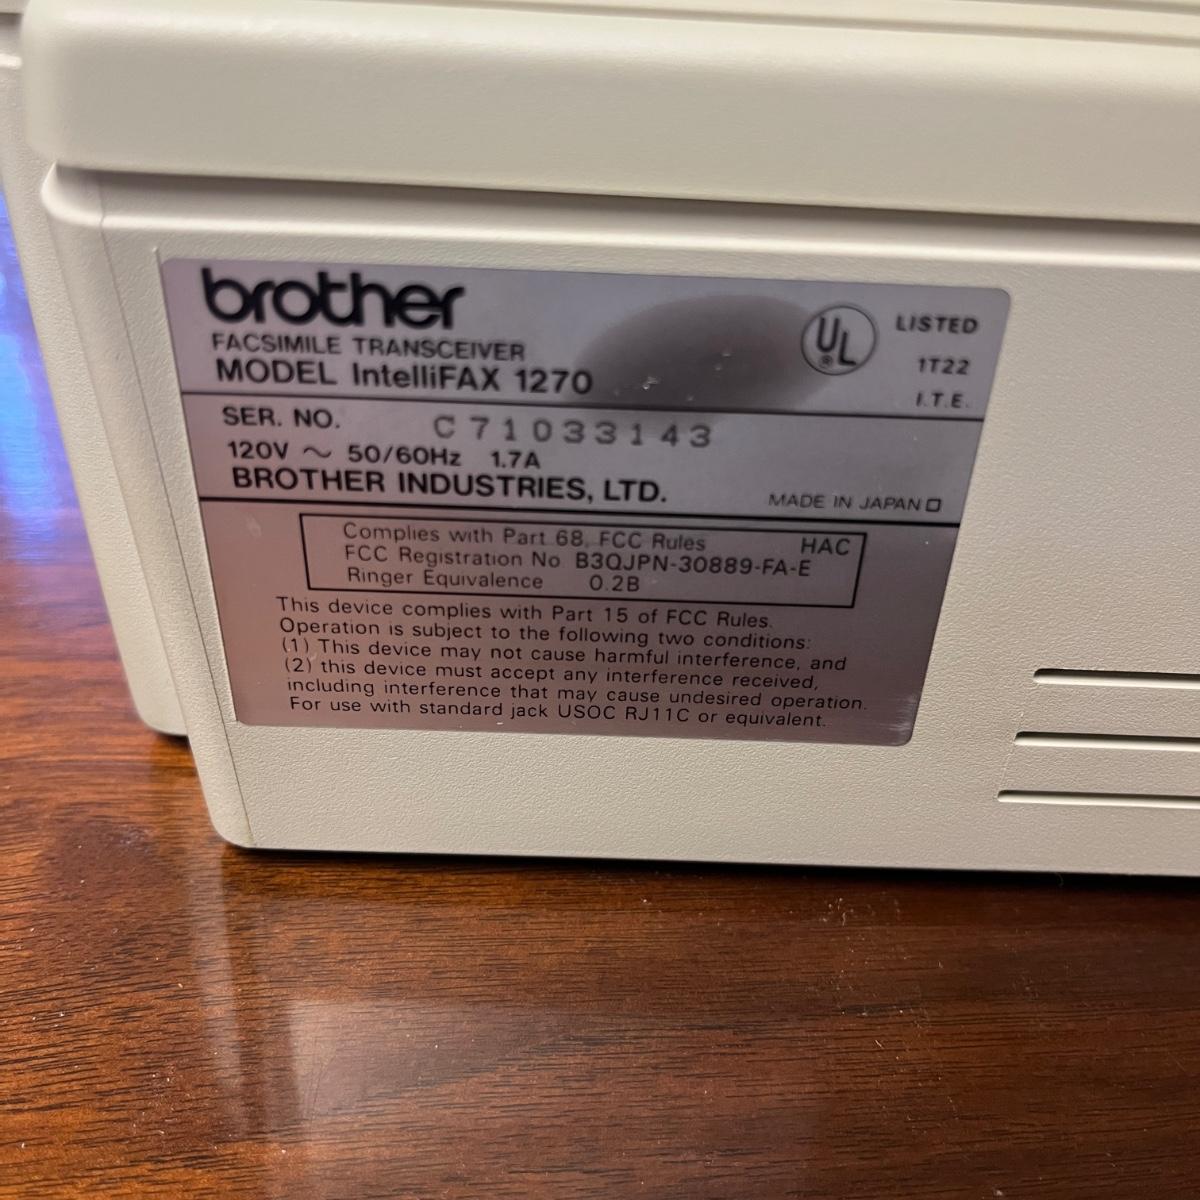 brother
FACSIMILE TRANSCEIVER
MODEL IntelliFAX 1270
UL
®
LISTED
1T22
I.T.E.
SER. NO. C71033143
120V ~ 50/60Hz 1.7A
BROTHER INDUSTRIES, LTD.
MADE IN JAPAN
Complies with Part 68, FCC Rules HAC
FCC Registration No B3QJPN-30889-FA-E
Ringer Equivalence 0.2B
This device complies with Part 15 of FCC Rules.
Operation is subject to the following two conditions:
(1) This device may not cause harmful interference, and
(2) this device must accept any interference received,
including interference that may cause undesired operation.
For use with standard jack USOC RJ11C or equivalent.